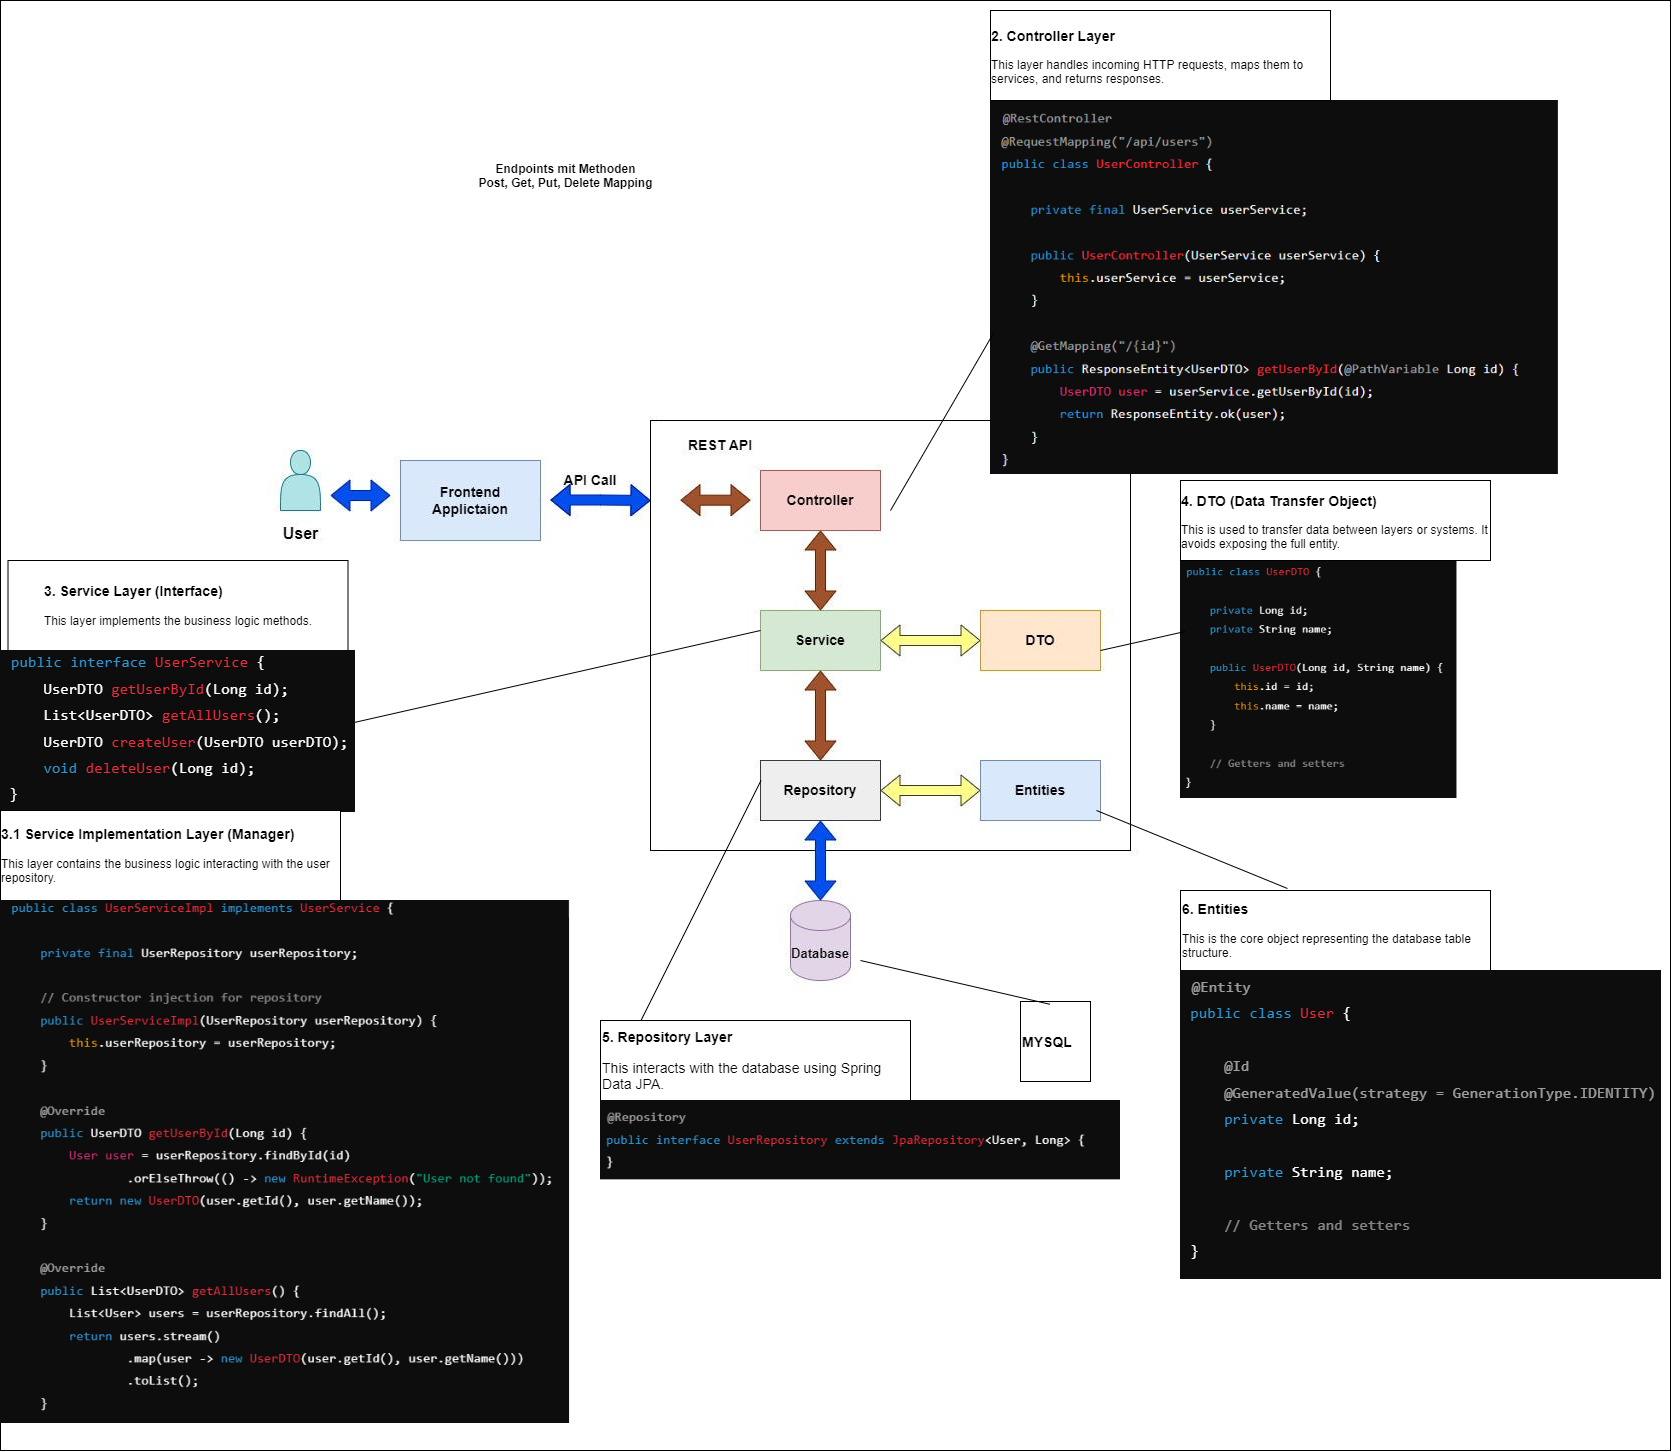 2. Controller Layer
This layer handles incoming HTTP requests, maps them to
services, and returns responses.
@RestController
@RequestMapping("/api/users")
public class UserController {
private final UserService userService;
public UserController(UserService userService) {
this.userService = userService;
}
@GetMapping("/{id}")
public ResponseEntity<UserDTO> getUserById(@PathVariable Long id) {
UserDTO user = userService.getUserById(id);
return ResponseEntity.ok(user);
}
}
Endpoints mit Methoden
Post, Get, Put, Delete Mapping
REST API
User
Frontend
Applictaion
API Call
Controller
Service
DTO
Repository
Entities
Database
MYSQL
4. DTO (Data Transfer Object)
This is used to transfer data between layers or systems. It
avoids exposing the full entity.
public class UserDTO {
private Long id;
private String name;
public UserDTO(Long id, String name) {
this.id = id;
this.name = name;
}
// Getters and setters
}
3. Service Layer (Interface)
This layer implements the business logic methods.
public interface UserService {
UserDTO getUserById(Long id);
List<UserDTO> getAllUsers();
UserDTO createUser(UserDTO userDTO);
void deleteUser(Long id);
}
3.1 Service Implementation Layer (Manager)
This layer contains the business logic interacting with the user
repository.
public class UserServiceImpl implements UserService {
private final UserRepository userRepository;
// Constructor injection for repository
public UserServiceImpl(UserRepository userRepository) {
this.userRepository = userRepository;
}
@Override
public UserDTO getUserById(Long id) {
User user = userRepository.findById(id)
.orElseThrow(() -> new RuntimeException("User not found"));
return new UserDTO(user.getId(), user.getName());
}
@Override
public List<UserDTO> getAllUsers() {
List<User> users = userRepository.findAll();
return users.stream()
.map(user -> new UserDTO(user.getId(), user.getName()))
.toList();
}
5. Repository Layer
This interacts with the database using Spring
Data JPA.
@Repository
public interface UserRepository extends JpaRepository<User, Long> {
}
6. Entities
This is the core object representing the database table
structure.
@Entity
public class User {
@Id
@GeneratedValue(strategy = GenerationType.IDENTITY)
private Long id;
private String name;
// Getters and setters
}